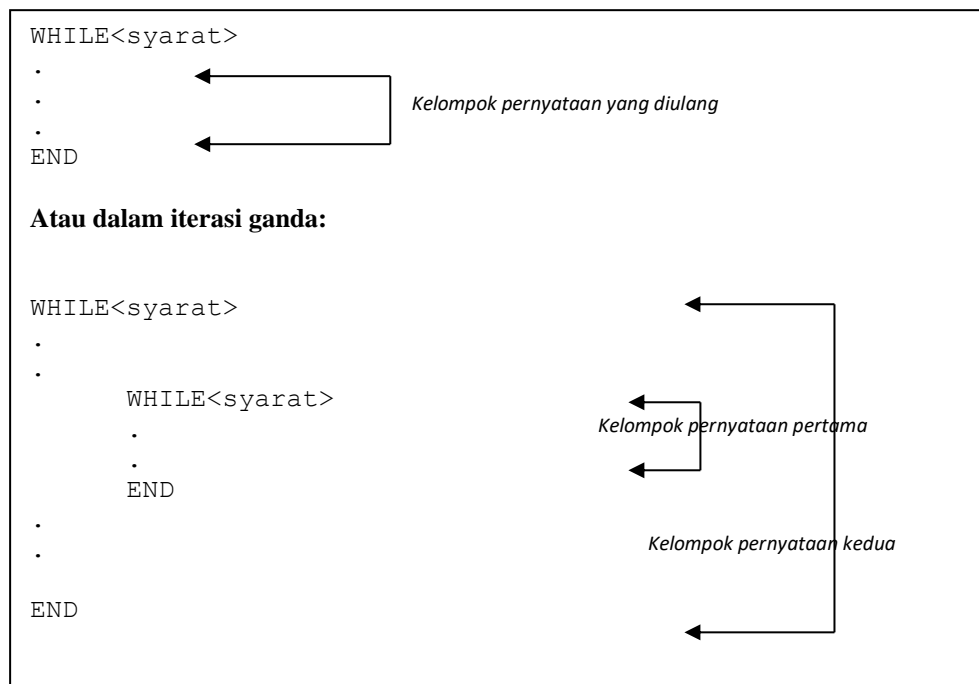 WHILE<syarat>
.
.
Kelompok pernyataan yang diulang
.
END
Atau dalam iterasi ganda:
WHILE<syarat>
.
.
WHILE<syarat>
.
Kelompok pernyataan pertama
.
END
.
.
Kelompok pernyataan kedua
END